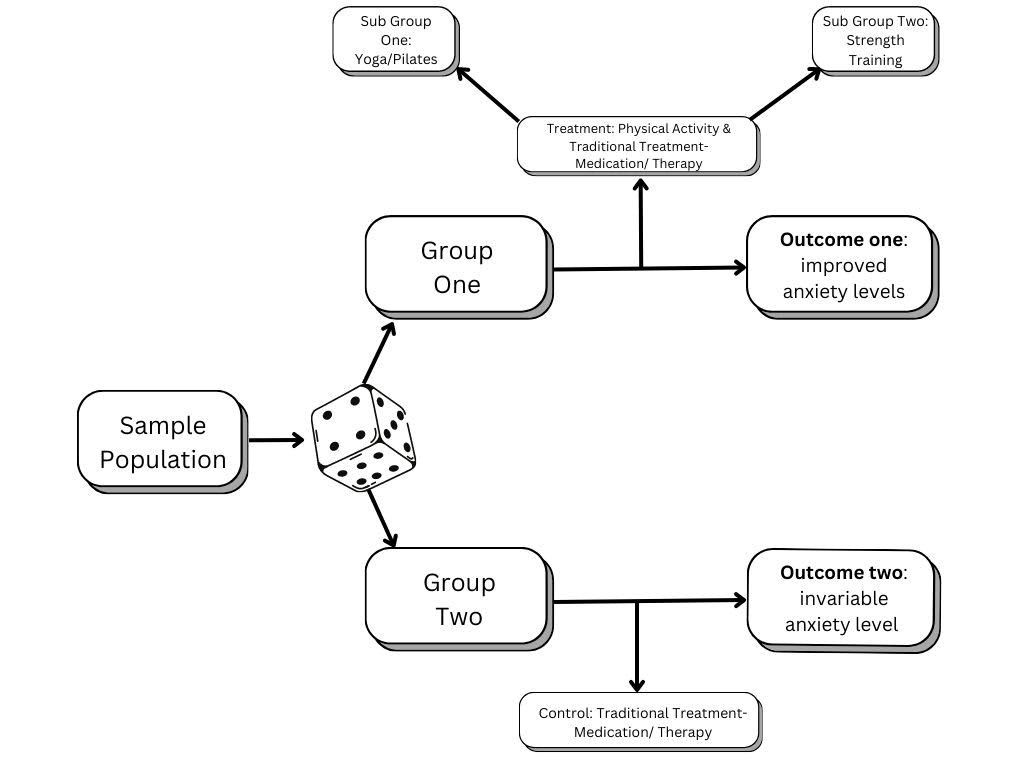 Sub Group
One:
Yoga/Pilates
Sub Group Two:
Strength
Training
Treatment: Physical Activity &
Traditional Treatment-
Medication/ Therapy
Group
One
Outcome one:
improved
anxiety levels
Sample
Population
Group
Two
Outcome two:
invariable
anxiety level
Control: Traditional Treatment-
Medication/ Therapy